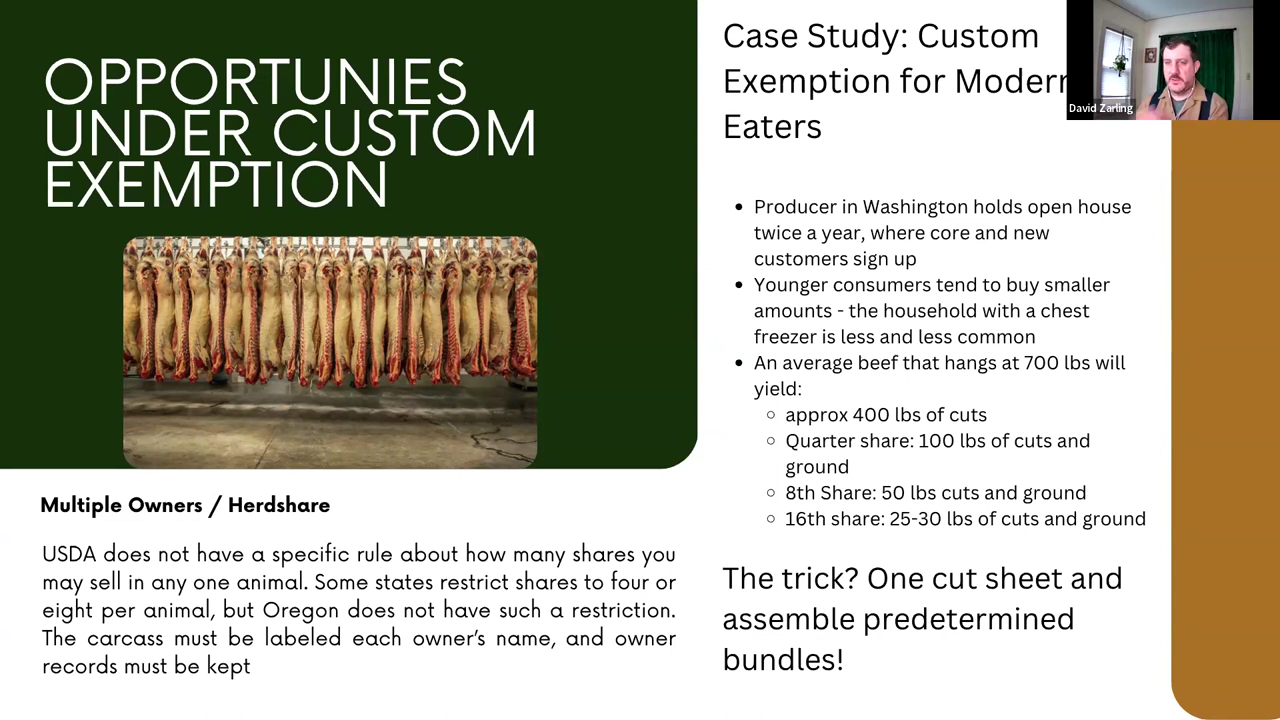 OPPORTUNIES
UNDER CUSTOM
EXEMPTION
Multiple Owners / Herdshare
USDA does not have a specific rule about how many shares you
may sell in any one animal. Some states restrict shares to four or
eight per animal, but Oregon does not have such a restriction.
The carcass must be labeled each owner’s name, and owner
records must be kept
Case Study: Custom
Exemption for Modern
Eaters
• Producer in Washington holds open house
twice a year, where core and new
customers sign up
• Younger consumers tend to buy smaller
amounts - the household with a chest
freezer is less and less common
• An average beef that hangs at 700 lbs will
yield:
○ approx 400 lbs of cuts
○ Quarter share: 100 lbs of cuts and
ground
○ 8th Share: 50 lbs cuts and ground
○ 16th share: 25-30 lbs of cuts and ground
The trick? One cut sheet and
assemble predetermined
bundles!
David Zarling